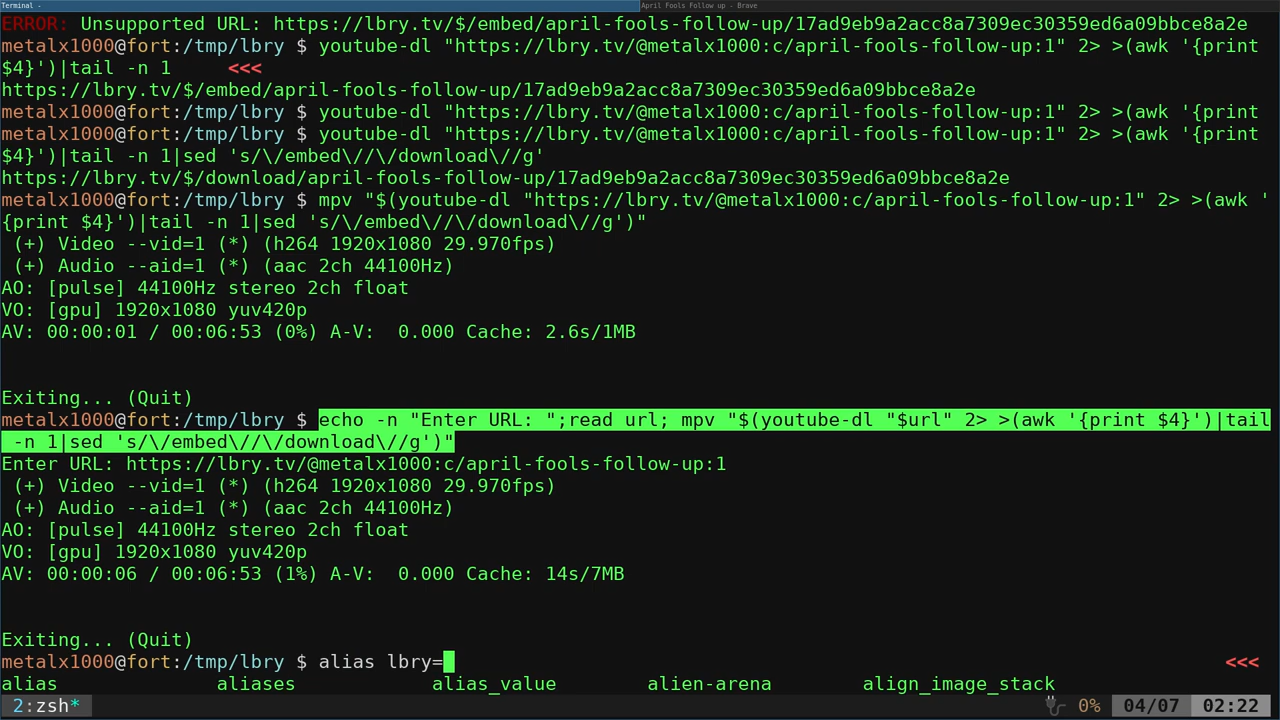 Terminal -
April Fools Follow up - Brave
ERROR: Unsupported URL: https://lbry.tv/$/embed/april-fools-follow-up/17ad9eb9a2acc8a7309ec30359ed6a09bbce8a2e
metalx1000@fort:/tmp/lbry $ youtube-dl "https://lbry.tv/@metalx1000:c/april-fools-follow-up:1" 2> >(awk '{print
$4}')|tail -n 1     <<<
https://lbry.tv/$/embed/april-fools-follow-up/17ad9eb9a2acc8a7309ec30359ed6a09bbce8a2e
metalx1000@fort:/tmp/lbry $ youtube-dl "https://lbry.tv/@metalx1000:c/april-fools-follow-up:1" 2> >(awk '{print
metalx1000@fort:/tmp/lbry $ youtube-dl "https://lbry.tv/@metalx1000:c/april-fools-follow-up:1" 2> >(awk '{print
$4}')|tail -n 1|sed 's/\/embed\//\/download\//g'
https://lbry.tv/$/download/april-fools-follow-up/17ad9eb9a2acc8a7309ec30359ed6a09bbce8a2e
metalx1000@fort:/tmp/lbry $ mpv "$(youtube-dl "https://lbry.tv/@metalx1000:c/april-fools-follow-up:1" 2> >(awk '
{print $4}')|tail -n 1|sed 's/\/embed\//\/download\//g')"
(+) Video --vid=1 (*) (h264 1920x1080 29.970fps)
(+) Audio --aid=1 (*) (aac 2ch 44100Hz)
AO: [pulse] 44100Hz stereo 2ch float
VO: [gpu] 1920x1080 yuv420p
AV: 00:00:01 / 00:06:53 (0%) A-V:  0.000 Cache: 2.6s/1MB
Exiting... (Quit)
metalx1000@fort:/tmp/lbry $ echo -n "Enter URL: ";read url; mpv "$(youtube-dl "$url" 2> >(awk '{print $4}')|tail
-n 1|sed 's/\/embed\//\/download\//g')"
Enter URL: https://lbry.tv/@metalx1000:c/april-fools-follow-up:1
(+) Video --vid=1 (*) (h264 1920x1080 29.970fps)
(+) Audio --aid=1 (*) (aac 2ch 44100Hz)
AO: [pulse] 44100Hz stereo 2ch float
VO: [gpu] 1920x1080 yuv420p
AV: 00:00:06 / 00:06:53 (1%) A-V:  0.000 Cache: 14s/7MB
Exiting... (Quit)
metalx1000@fort:/tmp/lbry $ alias lbry= <<<
alias aliases alias_value alien-arena align_image_stack
2:zsh* 0% 04/07 02:22